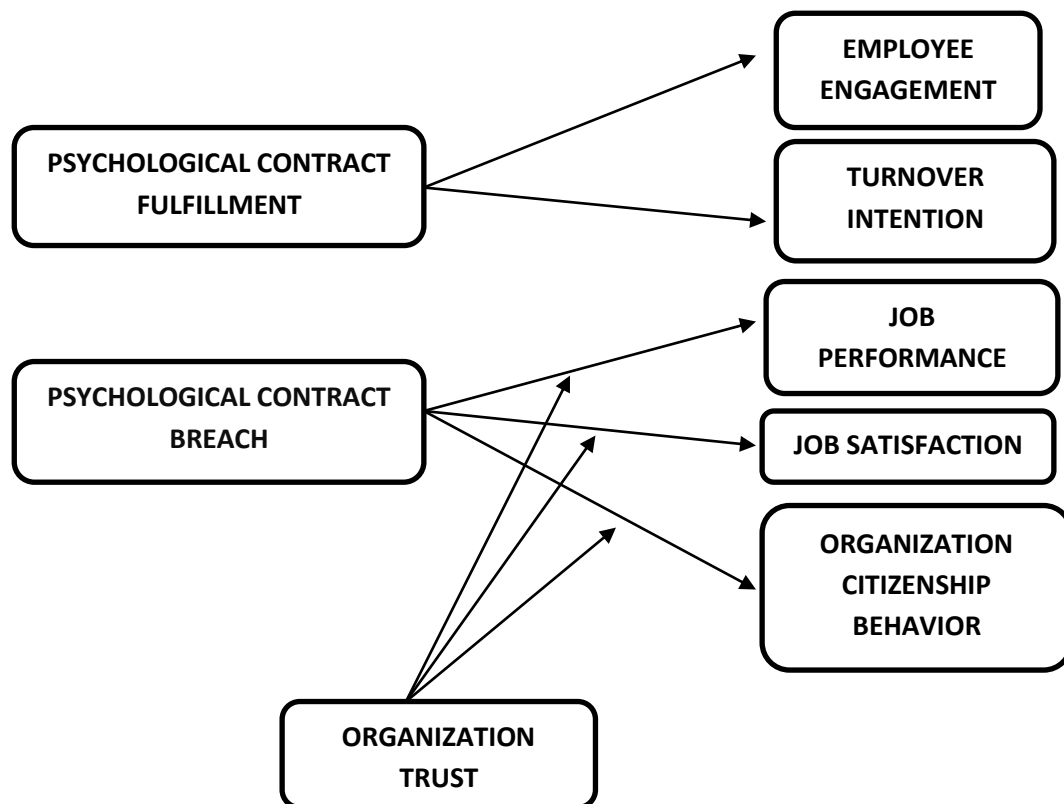 EMPLOYEE
ENGAGEMENT
PSYCHOLOGICAL CONTRACT
FULFILLMENT
TURNOVER
INTENTION
JOB
PERFORMANCE
PSYCHOLOGICAL CONTRACT
BREACH
JOB SATISFACTION
ORGANIZATION
CITIZENSHIP
BEHAVIOR
ORGANIZATION
TRUST